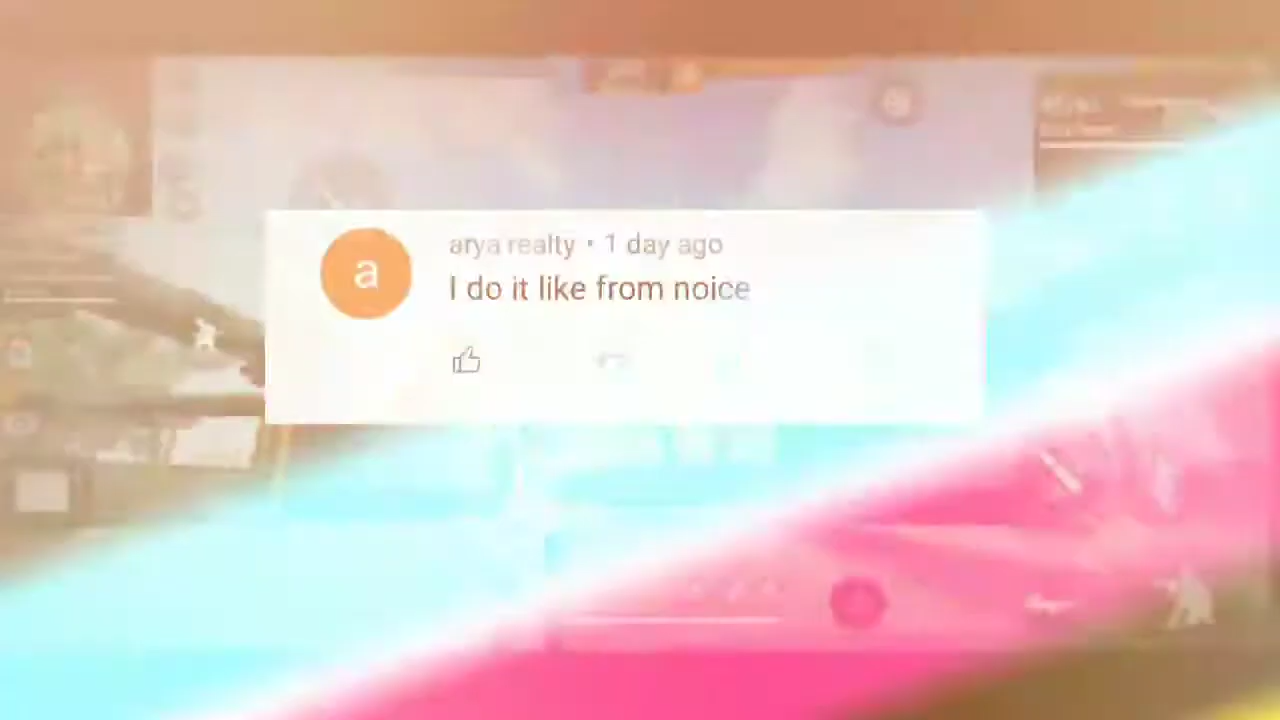 a
arya realty • 1 day ago
I do it like from noice